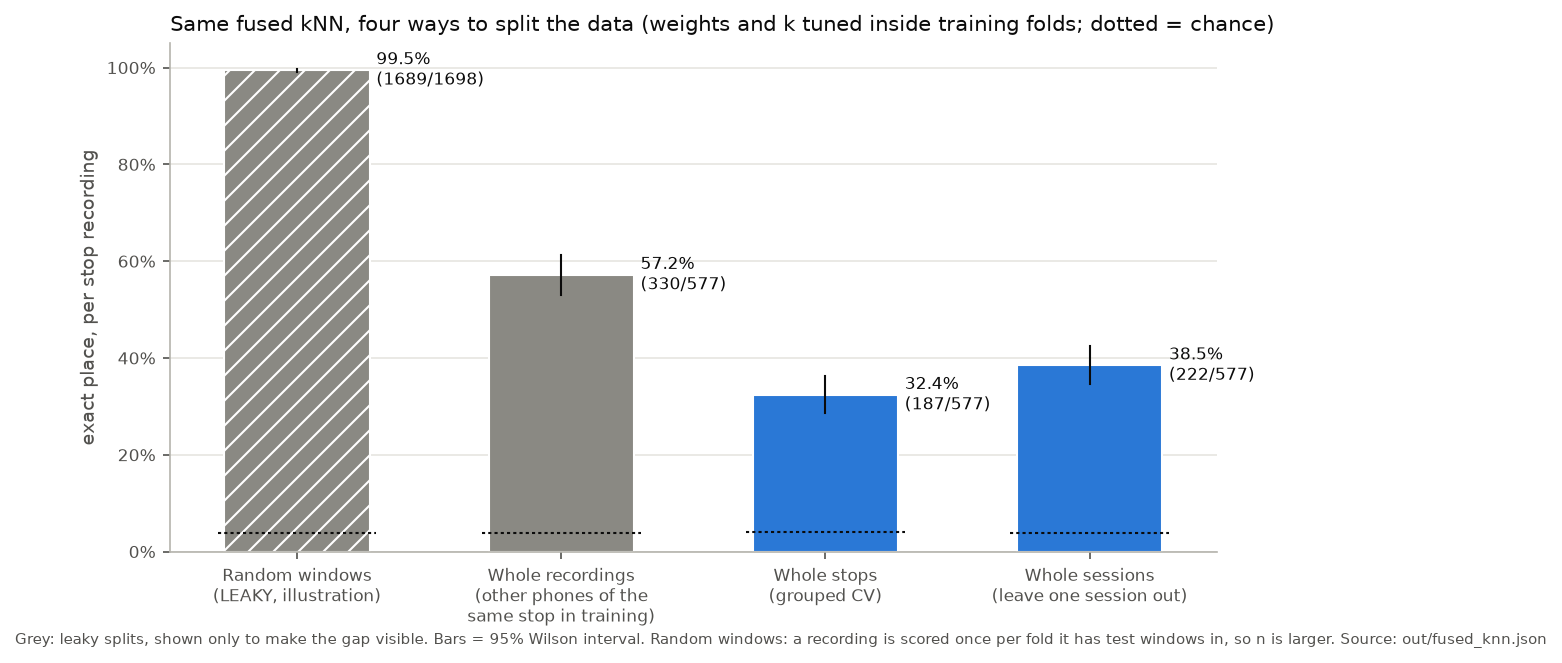 Same fused kNN, four ways to split the data (weights and k tuned inside training folds; dotted = chance)
exact place, per stop recording
100%
80%
60%
40%
20%
0%
99.5%
(1689/1698)
57.2%
(330/577)
32.4%
(187/577)
38.5%
(222/577)
Random windows
(LEAKY, illustration)
Whole recordings
(other phones of the
same stop in training)
Whole stops
(grouped CV)
Whole sessions
(leave one session out)
Grey: leaky splits, shown only to make the gap visible. Bars = 95% Wilson interval. Random windows: a recording is scored once per fold it has test windows in, so n is larger. Source: out/fused_knn.json